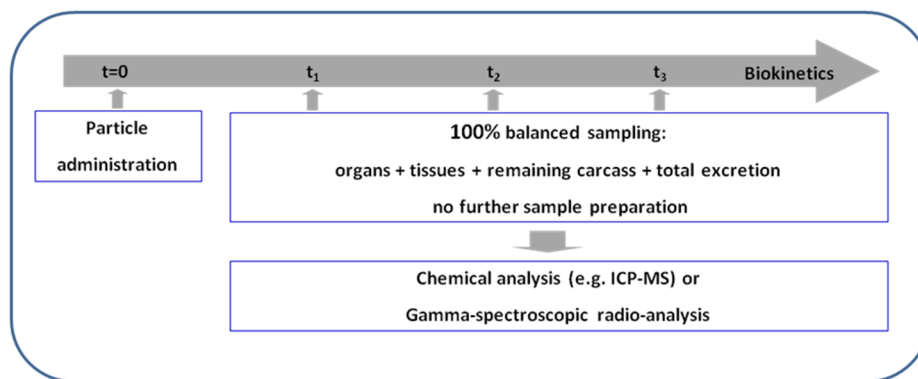 t=0 t₁ t₂ t₃ Biokinetics
Particle
administration
100% balanced sampling:
organs + tissues + remaining carcass + total excretion
no further sample preparation
Chemical analysis (e.g. ICP-MS) or
Gamma-spectroscopic radio-analysis